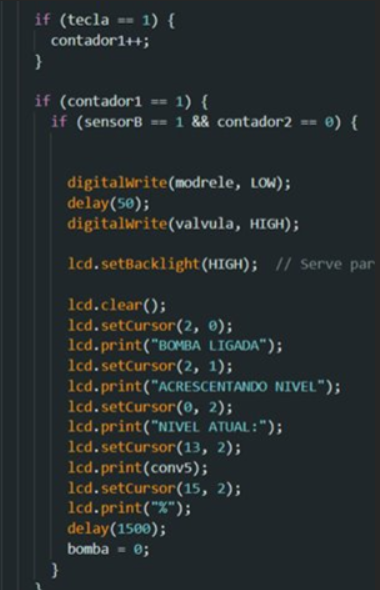 if (tecla == 1) {
contador1++;
}
if (contador1 == 1) {
if (sensorB == 1 && contador2 == 0) {
digitalWrite(modrele, LOW);
delay(50);
digitalWrite(valvula, HIGH);
lcd.setBacklight(HIGH); // Serve par
lcd.clear();
lcd.setCursor(2, 0);
lcd.print("BOMBA LIGADA");
lcd.setCursor(2, 1);
lcd.print("ACRESCENTANDO NIVEL");
lcd.setCursor(0, 2);
lcd.print("NIVEL ATUAL:");
lcd.setCursor(13, 2);
lcd.print(conv5);
lcd.setCursor(15, 2);
lcd.print("%");
delay(1500);
bomba = 0;
}
}